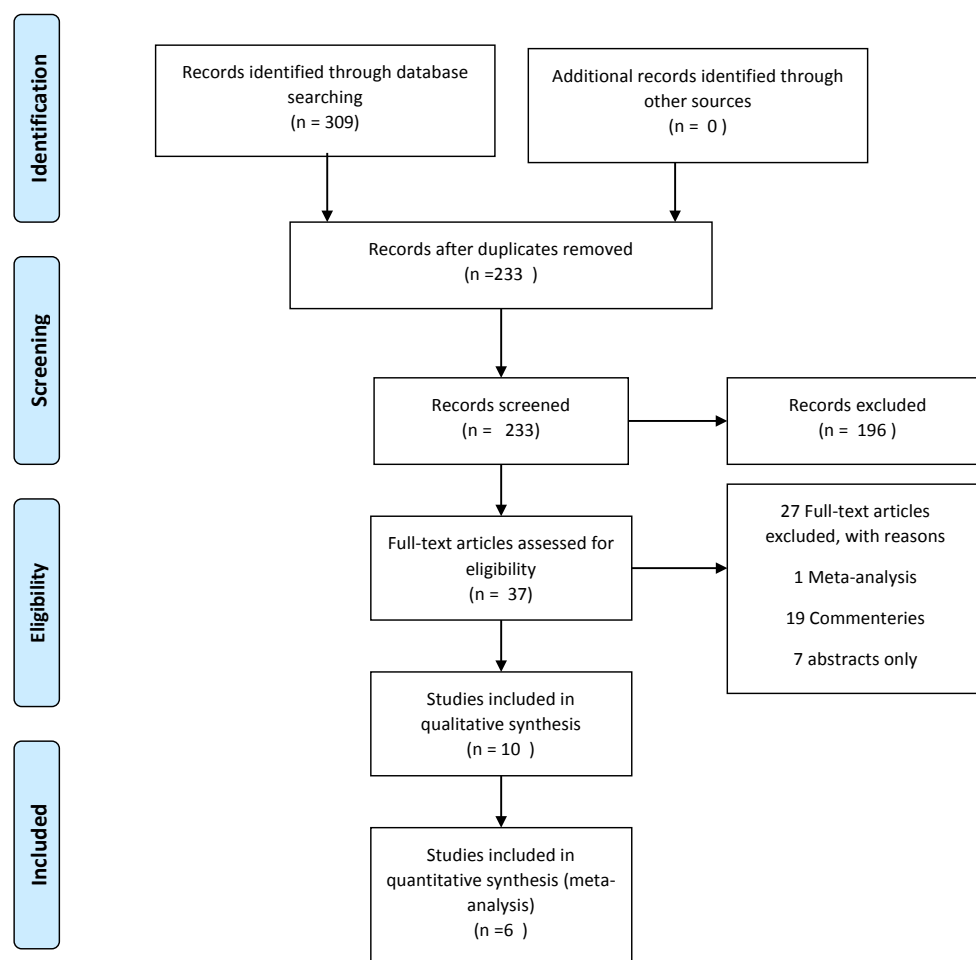 Identification
Records identified through database
searching
(n = 309)
Additional records identified through
other sources
(n = 0 )
Records after duplicates removed
(n =233 )
Screening
Records screened
(n = 233)
Records excluded
(n = 196 )
Eligibility
Full-text articles assessed for
eligibility
(n = 37)
27 Full-text articles
excluded, with reasons
1 Meta-analysis
19 Commenteries
7 abstracts only
Studies included in
qualitative synthesis
(n = 10 )
Included
Studies included in
quantitative synthesis (meta-
analysis)
(n =6 )